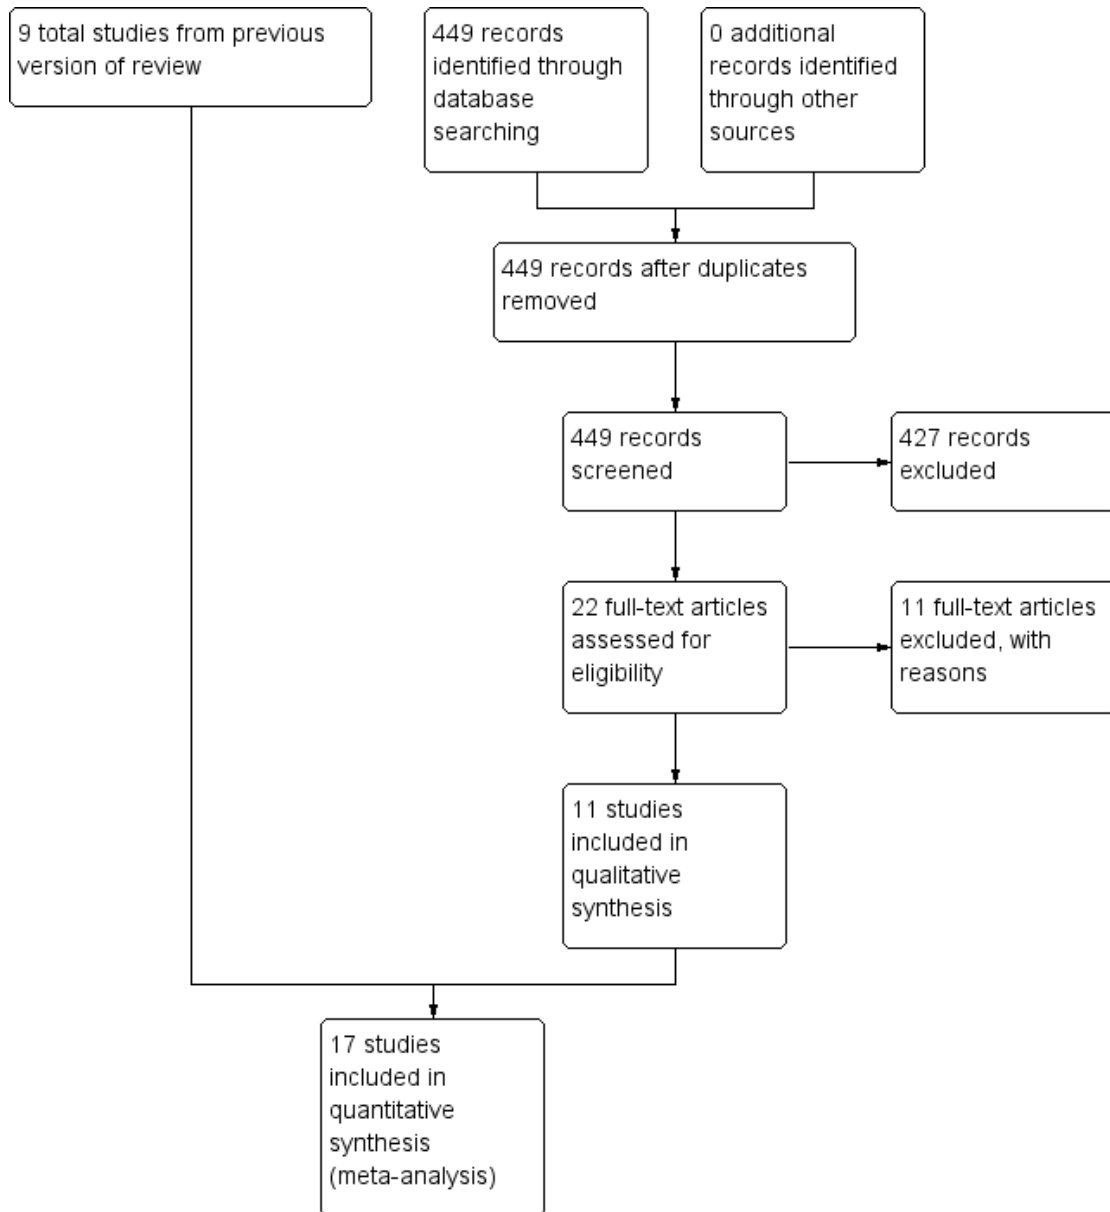 9 total studies from previous
version of review
449 records
identified through
database
searching
0 additional
records identified
through other
sources
449 records after duplicates
removed
449 records
screened
427 records
excluded
22 full-text articles
assessed for
eligibility
11 full-text articles
excluded, with
reasons
11 studies
included in
qualitative
synthesis
17 studies
included in
quantitative
synthesis
(meta-analysis)